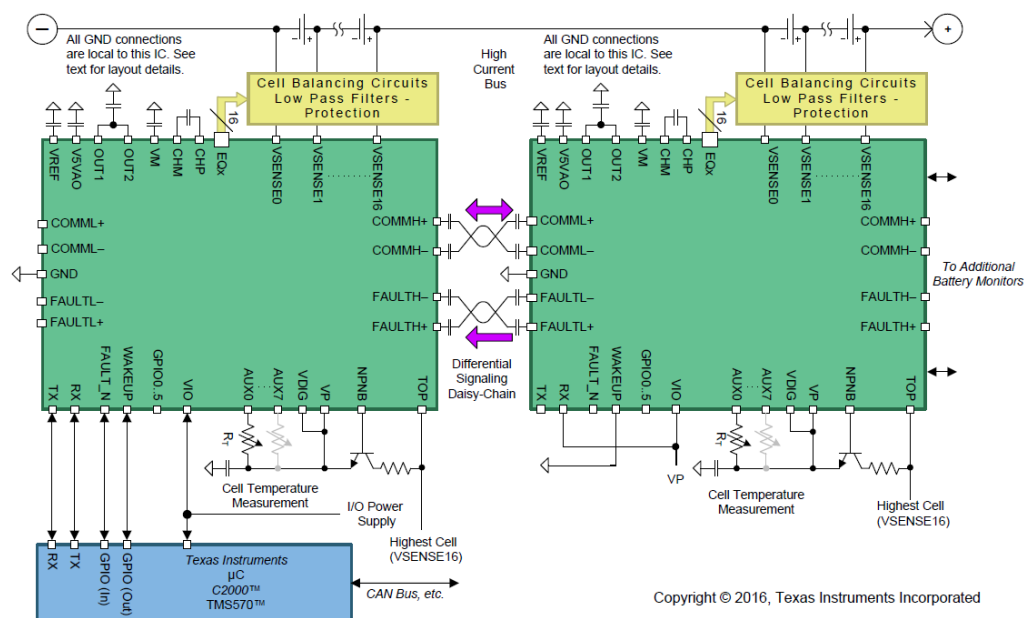 −
+
All GND connections
are local to this IC. See
text for layout details.
High
Current
Bus
All GND connections
are local to this IC. See
text for layout details.
Cell Balancing Circuits
Low Pass Filters -
Protection
Cell Balancing Circuits
Low Pass Filters -
Protection
16
16
VREF
V5VAO
OUT1
OUT2
VM
CHM
CHP
EQx
VSENSE0
VSENSE1
VSENSE16
VREF
V5VAO
OUT1
OUT2
VM
CHM
CHP
EQx
VSENSE0
VSENSE1
VSENSE16
COMML+
COMML–
GND
FAULTL–
FAULTL+
COMMH+
COMMH–
FAULTH–
FAULTH+
COMML+
COMML–
GND
FAULTL–
FAULTL+
COMMH+
COMMH–
FAULTH–
FAULTH+
To Additional
Battery Monitors
Differential
Signaling
Daisy-Chain
TX
RX
FAULT_N
WAKEUP
GPIO0..5
VIO
AUX0
AUX7
VDIG
VP
NPNB
TOP
TX
RX
FAULT_N
WAKEUP
GPIO0..5
VIO
AUX0
AUX7
VDIG
VP
NPNB
TOP
RT
RT
Cell Temperature
Measurement
I/O Power
Supply
Highest Cell
(VSENSE16)
VP
Cell Temperature
Measurement
Highest Cell
(VSENSE16)
RX
TX
GPIO (In)
GPIO (Out)
Texas Instruments
µC
C2000™
TMS570™
CAN Bus, etc.
Copyright © 2016, Texas Instruments Incorporated